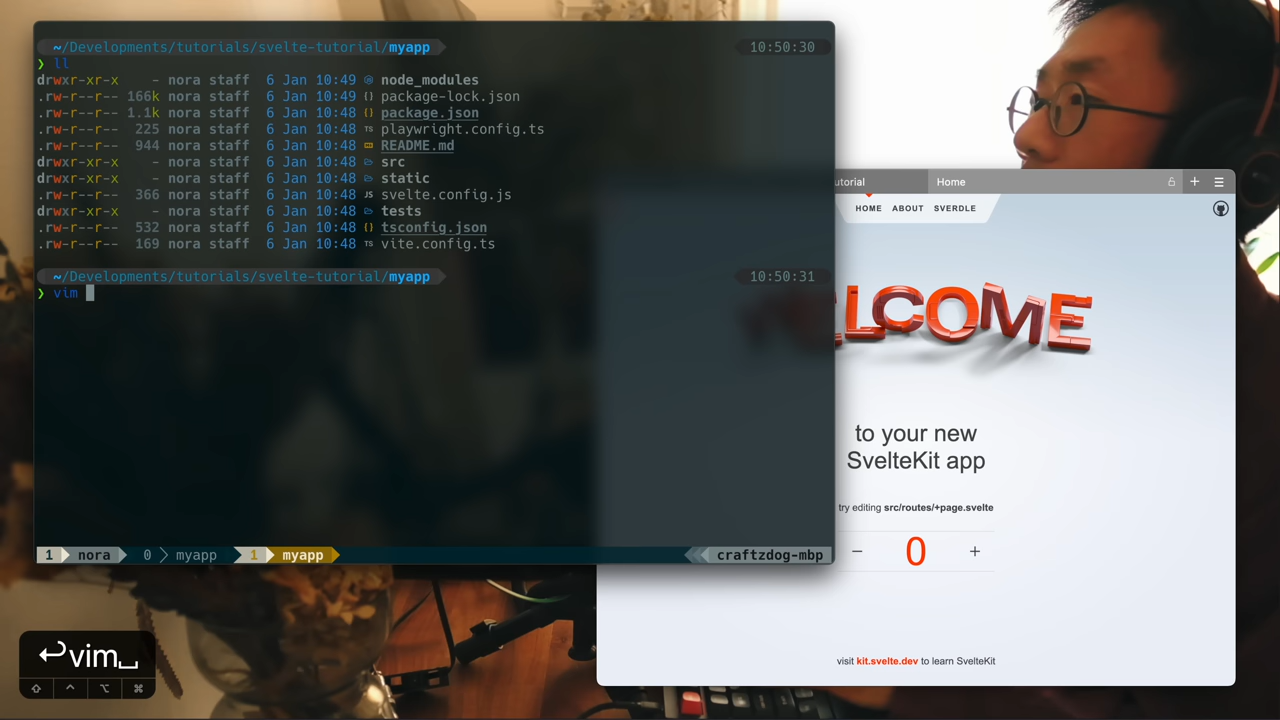 ~/Developments/tutorials/svelte-tutorial/myapp 10:50:30
❯ ll
drwxr-xr-x - nora staff 6 Jan 10:49 node_modules
.rw-r--r-- 166k nora staff 6 Jan 10:49 {} package-lock.json
.rw-r--r-- 1.1k nora staff 6 Jan 10:48 {} package.json
.rw-r--r-- 225 nora staff 6 Jan 10:48 TS playwright.config.ts
.rw-r--r-- 944 nora staff 6 Jan 10:48 README.md
drwxr-xr-x - nora staff 6 Jan 10:48 src
drwxr-xr-x - nora staff 6 Jan 10:48 static
.rw-r--r-- 366 nora staff 6 Jan 10:48 JS svelte.config.js
drwxr-xr-x - nora staff 6 Jan 10:48 tests
.rw-r--r-- 532 nora staff 6 Jan 10:48 {} tsconfig.json
.rw-r--r-- 169 nora staff 6 Jan 10:48 TS vite.config.ts
~/Developments/tutorials/svelte-tutorial/myapp 10:50:31
❯ vim
1 nora 0 myapp 1 myapp craftzdog-mbp
utorial Home
HOME ABOUT SVERDLE
LCOME
to your new
SvelteKit app
try editing src/routes/+page.svelte
− 0 +
visit kit.svelte.dev to learn SvelteKit
↩vim␣
⇧ ^ ⌥ ⌘